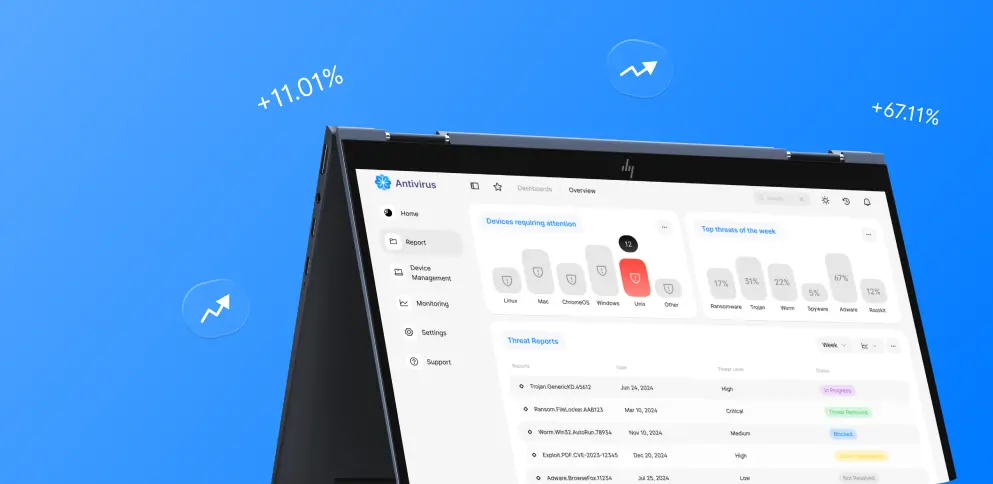 +11.01%
+67.11%
hp
Antivirus
Dashboards
Overview
Search
Home
Report
Device
Management
Monitoring
Settings
Support
Devices requiring attention
...
12
Linux
Mac
ChromeOS
Windows
Unix
Other
Top threats of the week
...
17%
31%
22%
5%
67%
12%
Ransomware
Trojan
Worm
Spyware
Adware
Rootkit
Threat Reports
Week
...
Reports
Date
Threat Level
Status
Trojan.GenericKD.45612
Jun 24, 2024
High
In Progress
Ransom.FileLocker.AAB123
Mar 10, 2024
Critical
Threat Removed
Worm.Win32.AutoRun.78934
Nov 10, 2024
Medium
Blocked
Exploit.PDF.CVE-2023-12345
Dec 20, 2024
High
Adware.BrowseFox.11234
Jul 25, 2024
Low
Not Resolved